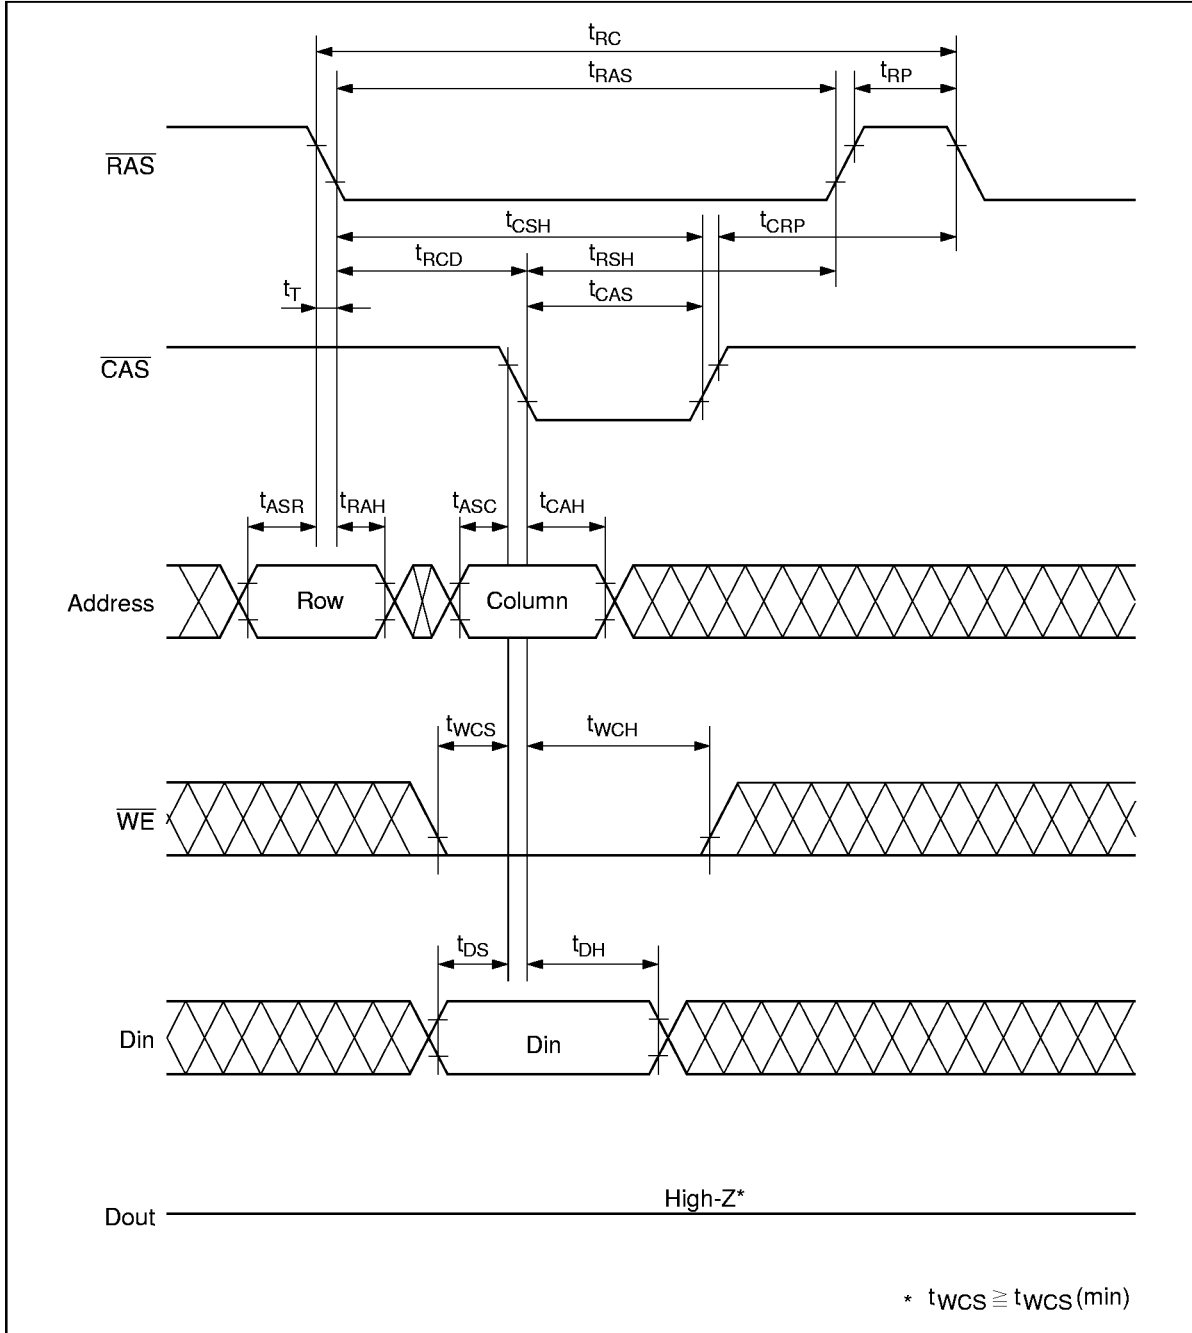 tRC
tRAS
tRP
RAS
tCSH
tCRP
tRCD
tRSH
tT
tCAS
CAS
tASR
tRAH
tASC
tCAH
Address
Row
Column
tWCS
tWCH
WE
tDS
tDH
Din
Din
High-Z*
Dout
* tWCS ≧ tWCS (min)